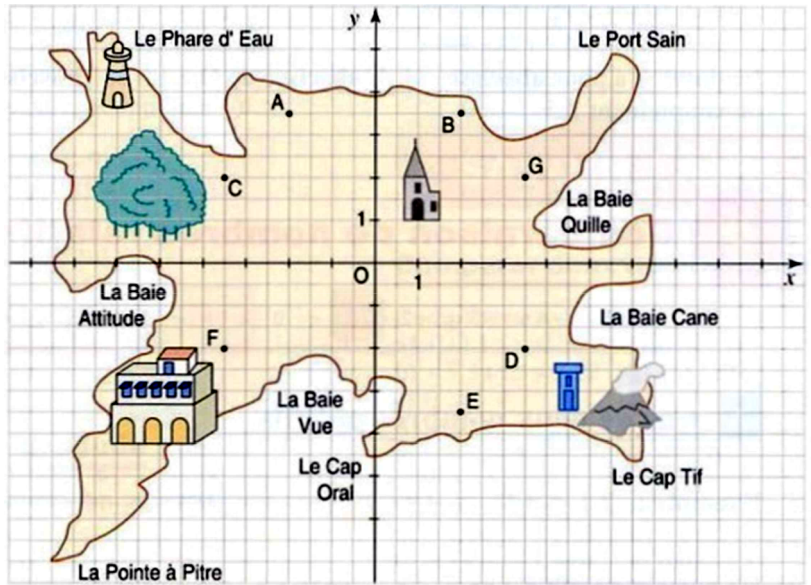 y
Le Phare d' Eau
Le Port Sain
A
B
G
C
La Baie
Quille
1
O
1
x
La Baie
Attitude
La Baie Cane
F
D
La Baie
Vue
E
Le Cap
Oral
Le Cap Tif
La Pointe à Pitre